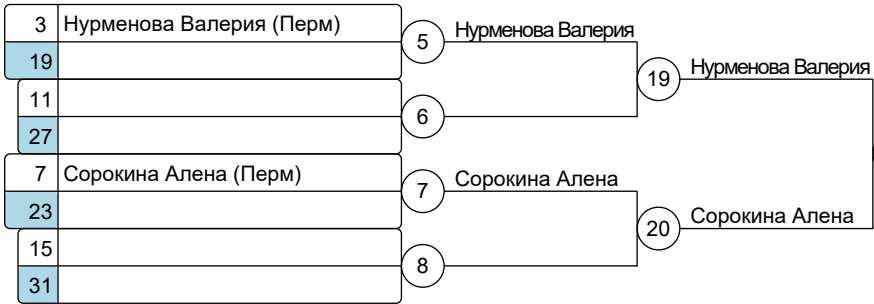 3 Нурменова Валерия (Перм)
19
5 Нурменова Валерия
19 Нурменова Валерия
11
27
6
7 Сорокина Алена (Перм)
23
7 Сорокина Алена
20 Сорокина Алена
15
31
8